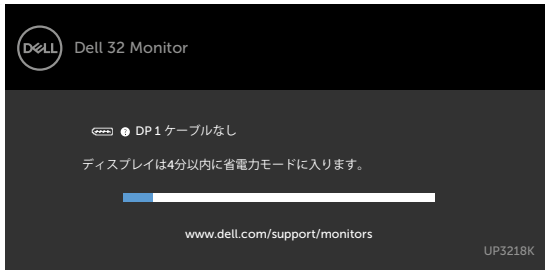 DELL
Dell 32 Monitor
DP 1 ケーブルなし
ディスプレイは4分以内に省電力モードに入ります。
www.dell.com/support/monitors
UP3218K